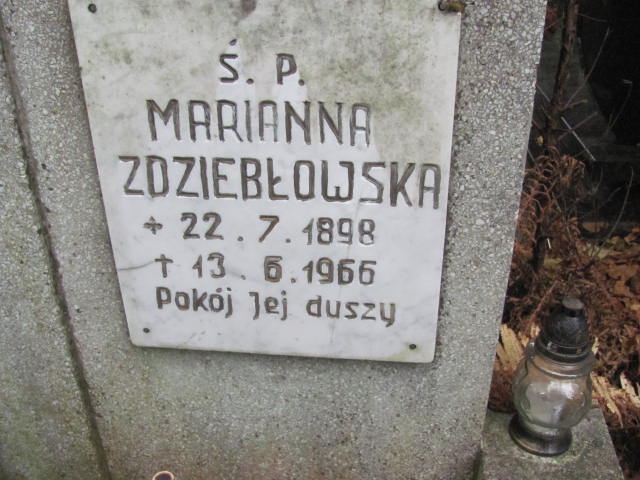 Ś. P.
MARIANNA
ZDZIEBŁOWSKA
* 22.7.1898
† 13.6.1966
Pokój Jej duszy